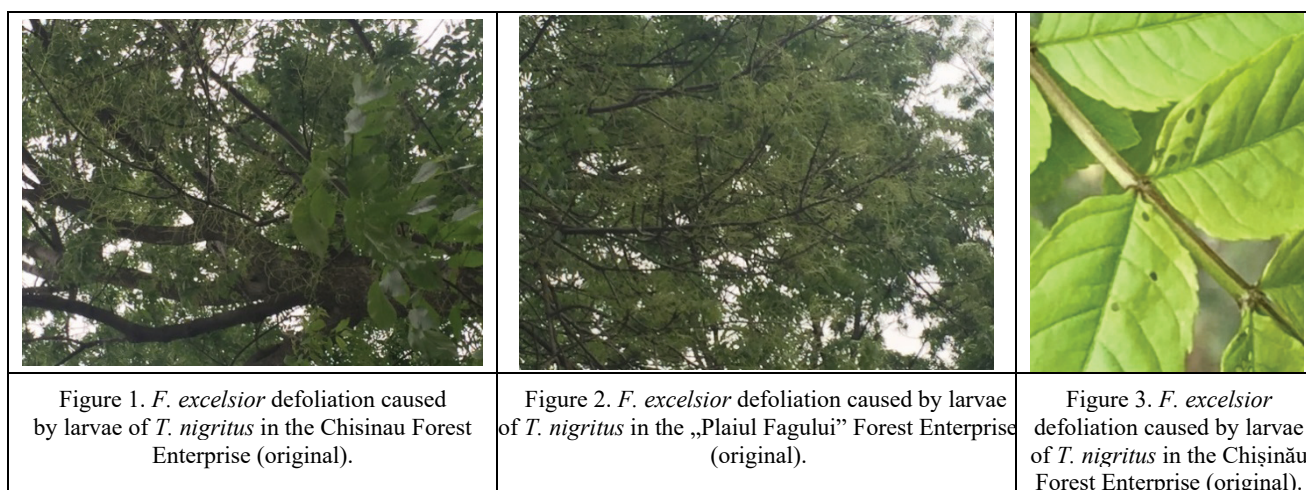 Figure 1. F. excelsior defoliation caused
by larvae of T. nigritus in the Chisinau Forest
Enterprise (original).
Figure 2. F. excelsior defoliation caused by larvae
of T. nigritus in the „Plaiul Fagului” Forest Enterprise
(original).
Figure 3. F. excelsior
defoliation caused by larvae
of T. nigritus in the Chișinău
Forest Enterprise (original).